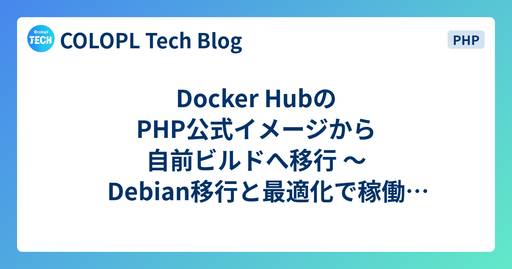 TECH
COLOPL Tech Blog
PHP
Docker Hubの
PHP公式イメージから
自前ビルドへ移行 〜
Debian移行と最適化で稼働…